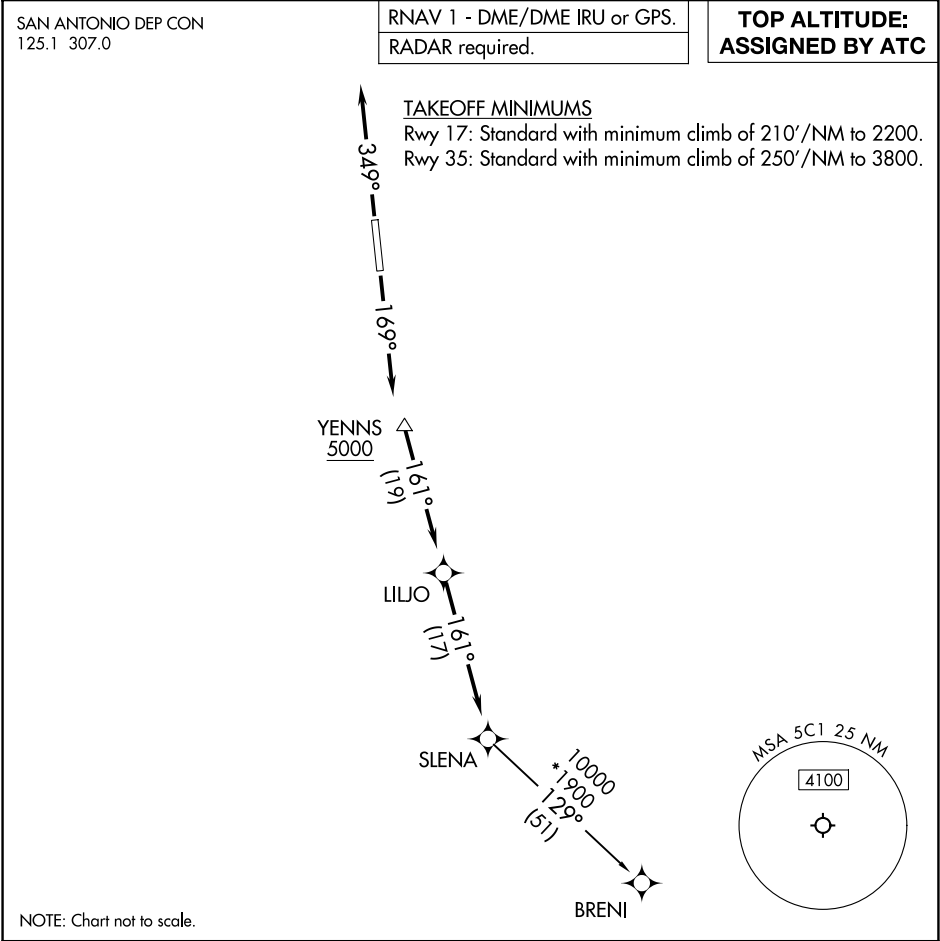 SAN ANTONIO DEP CON
125.1 307.0
RNAV 1 - DME/DME IRU or GPS.
RADAR required.
TOP ALTITUDE:
ASSIGNED BY ATC
TAKEOFF MINIMUMS
Rwy 17: Standard with minimum climb of 210'/NM to 2200.
Rwy 35: Standard with minimum climb of 250'/NM to 3800.
349°
169°
YENNS
5000
161°
(19)
LILJO
161°
(17)
SLENA
10000
*1900
129°
(51)
BRENI
MSA 5C1 25 NM
4100
NOTE: Chart not to scale.